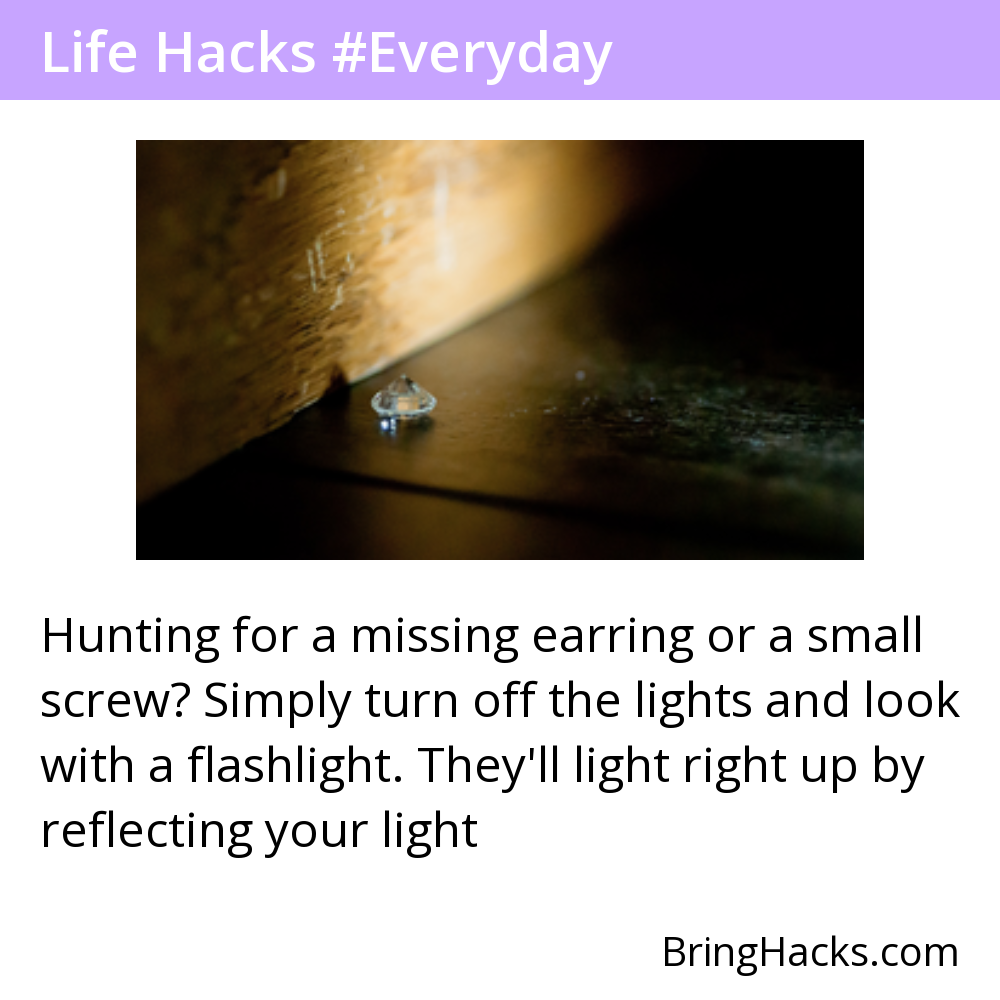 Life Hacks #Everyday
Hunting for a missing earring or a small
screw? Simply turn off the lights and look
with a flashlight. They'll light right up by
reflecting your light
BringHacks.com